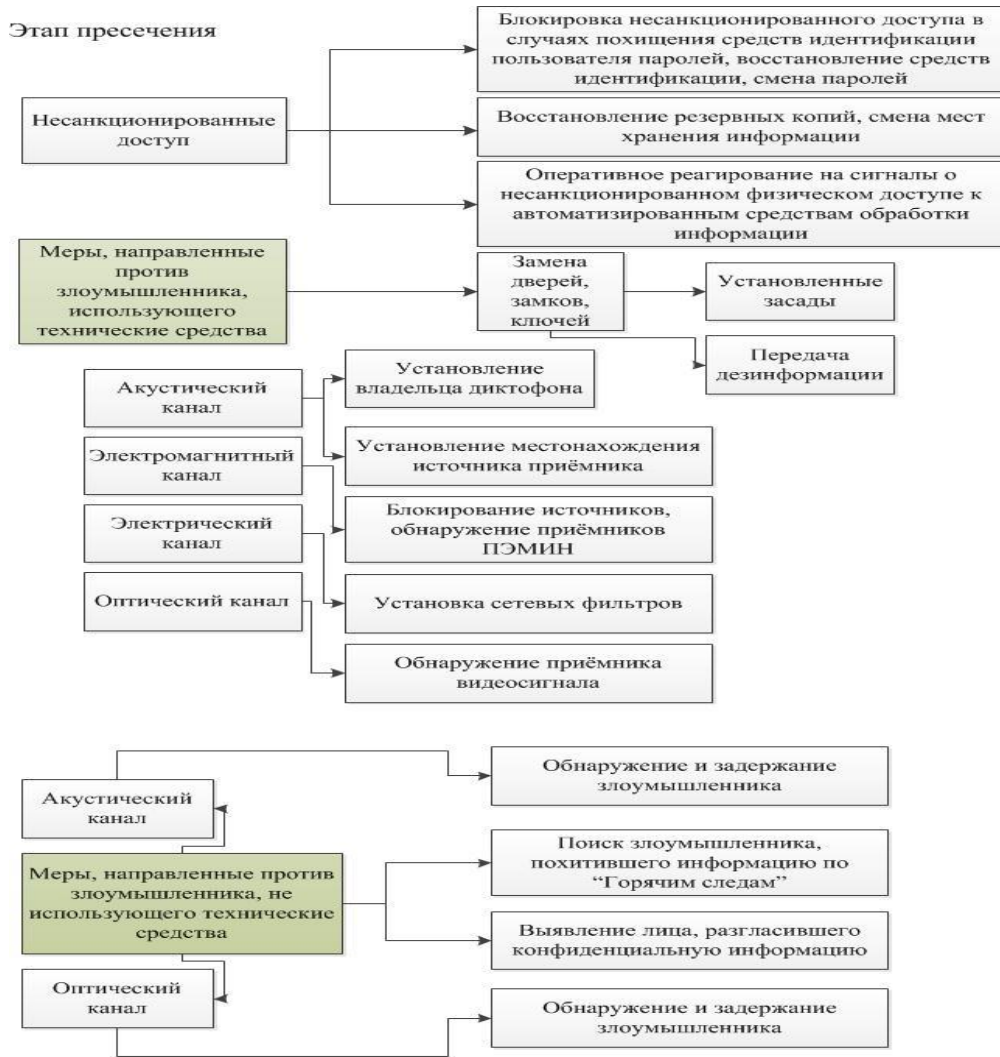 Этап пресечения
Несанкционированные
доступ
Блокировка несанкционированного доступа в
случаях похищения средств идентификации
пользователя паролей, восстановление средств
идентификации, смена паролей
Восстановление резервных копий, смена мест
хранения информации
Оперативное реагирование на сигналы о
несанкционированном физическом доступе к
автоматизированным средствам обработки
информации
Меры, направленные
против
злоумышленника,
использующего
технические средства
Замена
дверей,
замков,
ключей
Установленные
засады
Передача
дезинформации
Акустический
канал
Установление
владельца диктофона
Установление местонахождения
источника приёмника
Электромагнитный
канал
Блокирование источников,
обнаружение приёмников
ПЭМИН
Электрический
канал
Установка сетевых фильтров
Оптический канал
Обнаружение приёмника
видеосигнала
Акустический
канал
Обнаружение и задержание
злоумышленника
Меры, направленные против
злоумышленника, не
использующего технические
средства
Поиск злоумышленника,
похитившего информацию по
“Горячим следам”
Выявление лица, разгласившего
конфиденциальную информацию
Оптический
канал
Обнаружение и задержание
злоумышленника